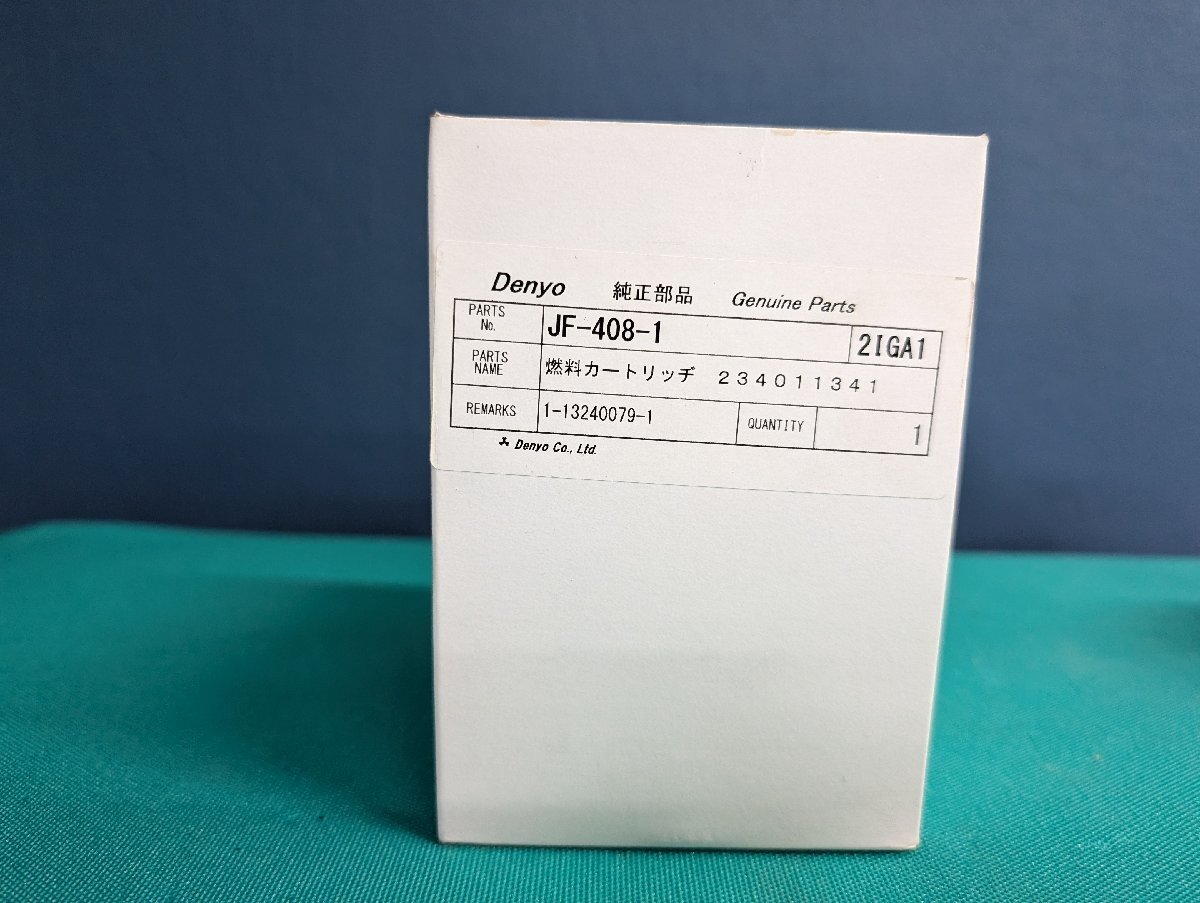 Denyo 純正部品 Genuine Parts
PARTS No. JF-408-1 2IGA1
PARTS NAME 燃料カートリッヂ 234011341
REMARKS 1-13240079-1 QUANTITY 1
Denyo Co., Ltd.